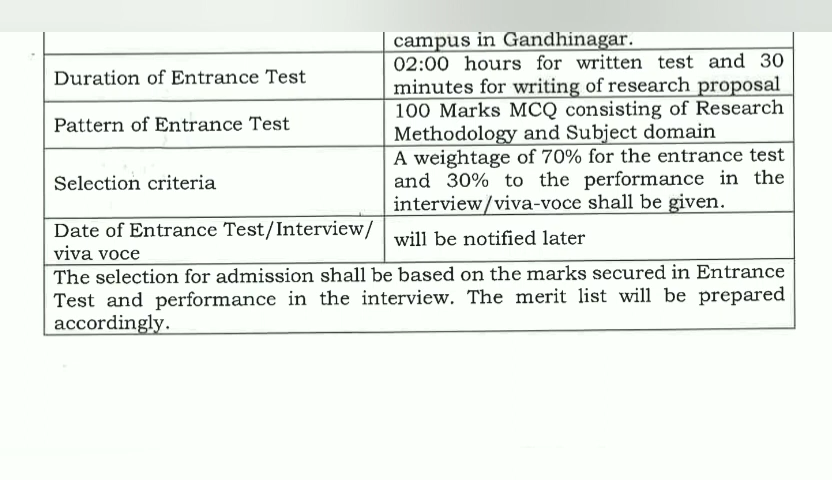 campus in Gandhinagar.
Duration of Entrance Test
02:00 hours for written test and 30
minutes for writing of research proposal
Pattern of Entrance Test
100 Marks MCQ consisting of Research
Methodology and Subject domain
Selection criteria
A weightage of 70% for the entrance test
and 30% to the performance in the
interview/viva-voce shall be given.
Date of Entrance Test/Interview/
viva voce
will be notified later
The selection for admission shall be based on the marks secured in Entrance
Test and performance in the interview. The merit list will be prepared
accordingly.